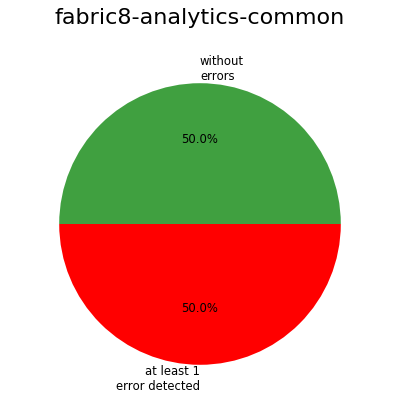 fabric8-analytics-common
without
errors
50.0%
50.0%
at least 1
error detected